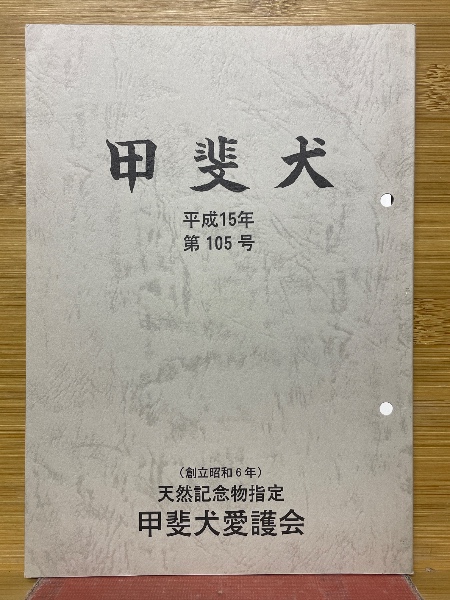 甲斐犬
平成15年
第105号
（創立昭和6年）
天然記念物指定
甲斐犬愛護会